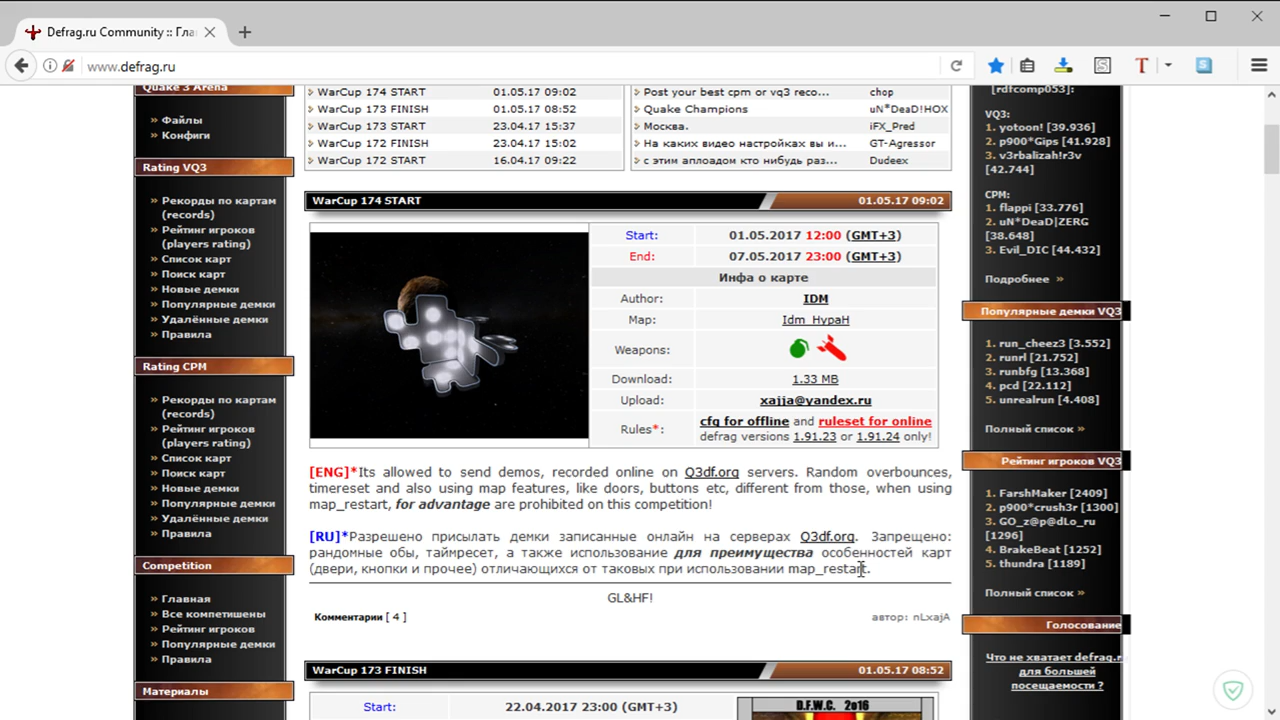 Defrag.ru Community :: Гла
www.defrag.ru
Quake 3 Arena
» Файлы
» Конфиги
Rating VQ3
» Рекорды по картам
(records)
» Рейтинг игроков
(players rating)
» Список карт
» Поиск карт
» Новые демки
» Популярные демки
» Удалённые демки
» Правила
Rating CPM
» Рекорды по картам
(records)
» Рейтинг игроков
(players rating)
» Список карт
» Поиск карт
» Новые демки
» Популярные демки
» Удалённые демки
» Правила
Competition
» Главная
» Все компетишены
» Рейтинг игроков
» Популярные демки
» Правила
Материалы
WarCup 174 START 01.05.17 09:02
WarCup 173 FINISH 01.05.17 08:52
WarCup 173 START 23.04.17 15:37
WarCup 172 FINISH 23.04.17 15:02
WarCup 172 START 16.04.17 09:22
Post your best cpm or vq3 reco... chop
Quake Champions uN*DeaD!HOX
Москва. iFX_Pred
На каких видео настройках вы и... GT-Agressor
с этим аплоадом кто нибудь раз... Dudeex
WarCup 174 START 01.05.17 09:02
Start: 01.05.2017 12:00 (GMT+3)
End: 07.05.2017 23:00 (GMT+3)
Инфа о карте
Author: IDM
Map: Idm_HypaH
Weapons:
Download: 1.33 MB
Upload: xajja@yandex.ru
Rules*: cfg for offline and ruleset for online
defrag versions 1.91.23 or 1.91.24 only!
[ENG]*Its allowed to send demos, recorded online on Q3df.org servers. Random overbounces,
timereset and also using map features, like doors, buttons etc, different from those, when using
map_restart, for advantage are prohibited on this competition!
[RU]*Разрешено присылать демки записанные онлайн на серверах Q3df.org. Запрещено:
рандомные обы, таймресет, а также использование для преимущества особенностей карт
(двери, кнопки и прочее) отличающихся от таковых при использовании map_restart.
GL&HF!
Комментарии [ 4 ] автор: nLxajA
WarCup 173 FINISH 01.05.17 08:52
Start: 22.04.2017 23:00 (GMT+3)
D.F.W.C. 2o16
[rdfcomp053]:
VQ3:
1. yotoon! [39.936]
2. p900*Gips [41.928]
3. v3rbalizah!r3v
[42.744]
CPM:
1. flappi [33.776]
2. uN*DeaD|ZERG
[38.648]
3. Evil_DIC [44.432]
Подробнее »
Популярные демки VQ3
1. run_cheez3 [3.552]
2. runrl [21.752]
3. runbfg [13.368]
4. pcd [22.112]
5. unrealrun [4.408]
Полный список »
Рейтинг игроков VQ3
1. FarshMaker [2409]
2. p900*crush3r [1300]
3. GO_z@p@dLo_ru
[1296]
4. BrakeBeat [1252]
5. thundra [1189]
Полный список »
Голосование
Что не хватает defrag.ru
для большей
посещаемости ?